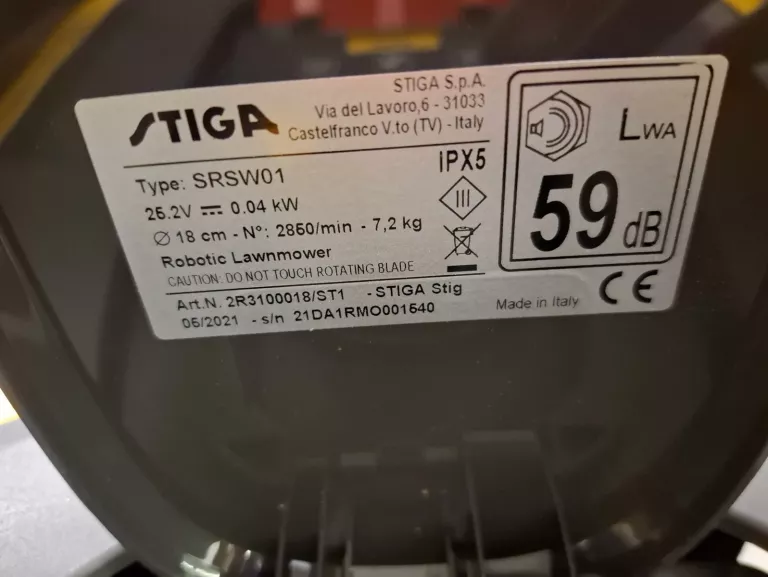 STIGA
STIGA S.p.A.
Via del Lavoro,6 - 31033
Castelfranco V.to (TV) - Italy
Type: SRSW01
IPX5
25.2V ⎓ 0.04 kW
III
Ø 18 cm - N°: 2850/min - 7,2 kg
Robotic Lawnmower
CAUTION: DO NOT TOUCH ROTATING BLADE
LWA
59 dB
Art.N. 2R3100018/ST1 - STIGA Stig
05/2021 - s/n 21DA1RMO001540
Made in Italy CE